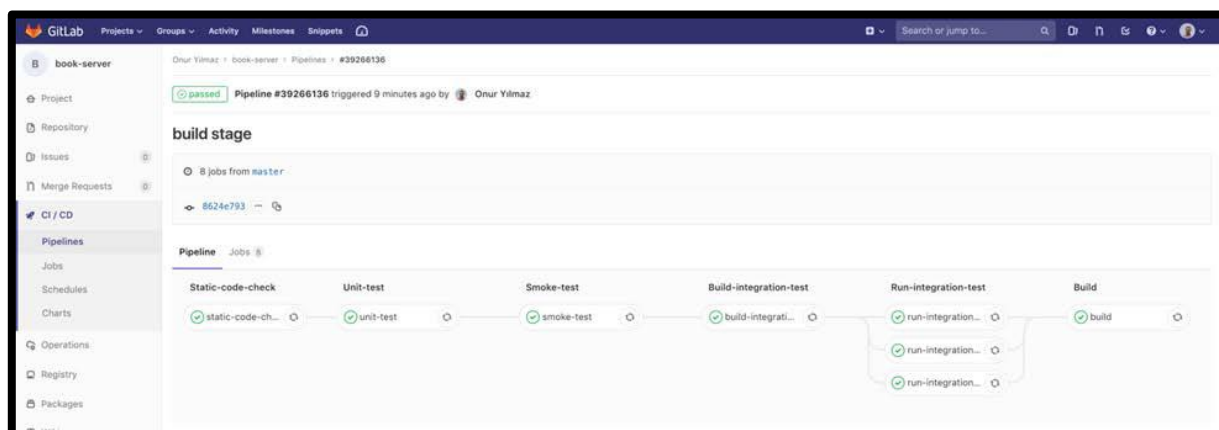 GitLab Projects Groups Activity Milestones Snippets Search or jump to...
B book-server
Onur Yilmaz › book-server › Pipelines › #39266136
Project
passed Pipeline #39266136 triggered 9 minutes ago by Onur Yılmaz
Repository
build stage
Issues 0
8 jobs from master
Merge Requests 0
8624e793 ...
CI / CD
Pipelines
Pipeline Jobs 8
Jobs
Schedules
Charts
Static-code-check Unit-test Smoke-test Build-integration-test Run-integration-test Build
static-code-ch... unit-test smoke-test build-integrati... run-integration... build
run-integration...
run-integration...
Operations
Registry
Packages